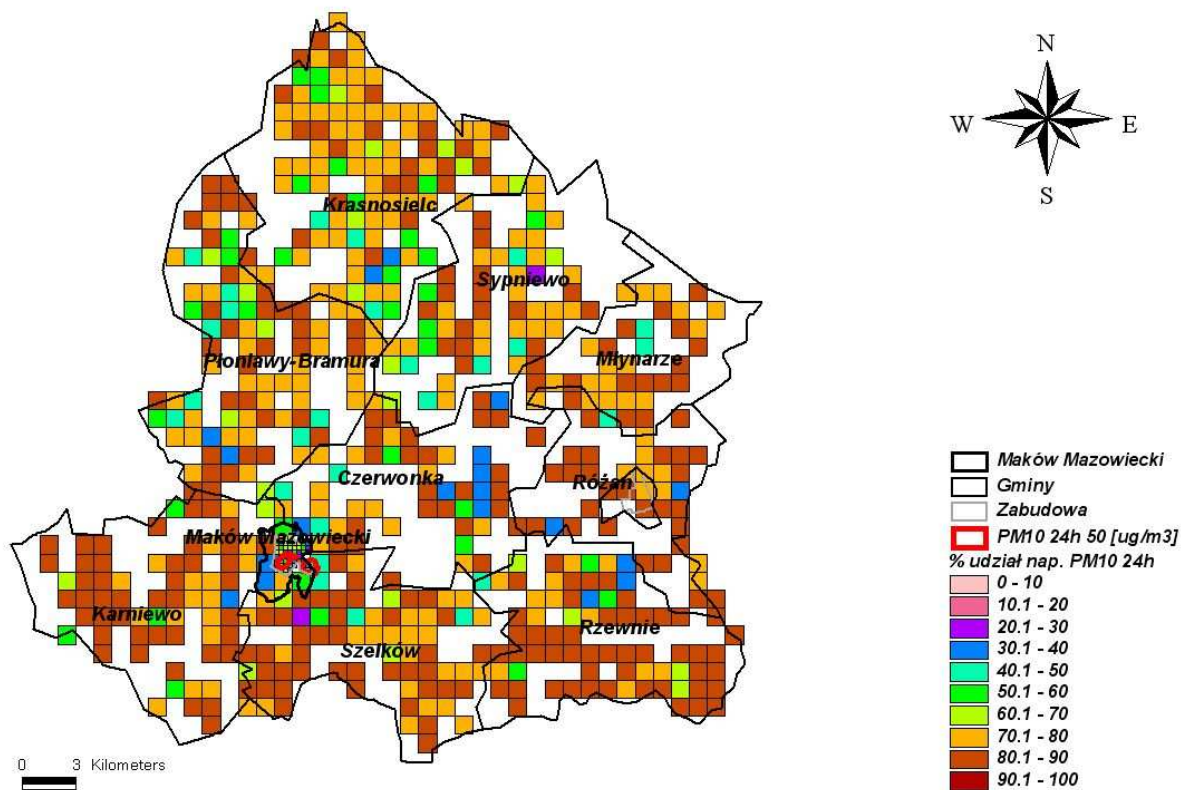 N
W E
S
Krasnosielc
Sypniewo
Płoniawy-Bramura
Młynarze
Czerwonka
Różan
Maków Mazowiecki
Karniewo
Szelków
Rzewnie
Maków Mazowiecki
Gminy
Zabudowa
PM10 24h 50 [ug/m3]
% udział nap. PM10 24h
0 - 10
10.1 - 20
20.1 - 30
30.1 - 40
40.1 - 50
50.1 - 60
60.1 - 70
70.1 - 80
80.1 - 90
90.1 - 100
0 3 Kilometers